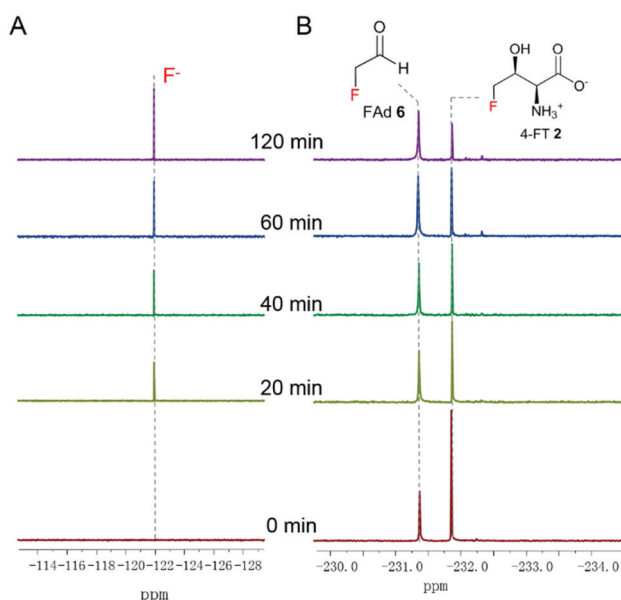 A
B
F-
O
H
F
FAd 6
OH
O
O-
F
NH3+
4-FT 2
120 min
60 min
40 min
20 min
0 min
-114-116-118-120-122-124-126-128
ppm
-230.0 -231.0 -232.0 -233.0 -234.0
ppm